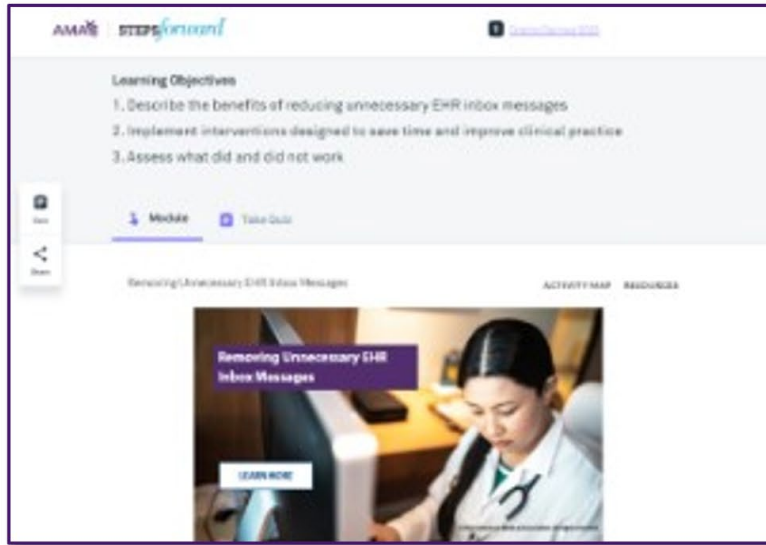 AMA STEPSforward
Learning Objectives
1. Describe the benefits of reducing unnecessary EHR inbox messages
2. Implement interventions designed to save time and improve clinical practice
3. Assess what did and did not work
Module Take Quiz
Share
Removing Unnecessary EHR Inbox Messages ACTIVITY MAP RESOURCES
Removing Unnecessary EHR
Inbox Messages
LEARN MORE